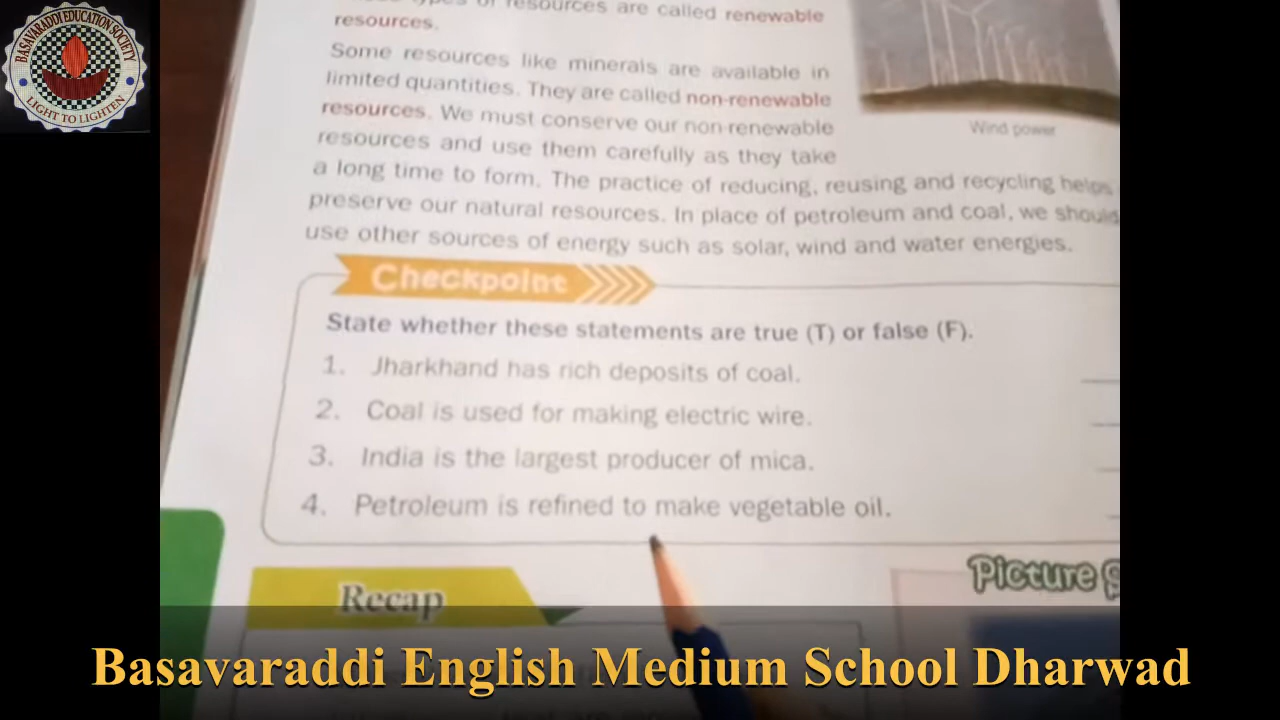 BASAVARADDI EDUCATION SOCIETY
LIGHT TO LIGHTEN
of resources are called renewable
resources.
Some resources like minerals are available in
limited quantities. They are called non-renewable
resources. We must conserve our non-renewable
resources and use them carefully as they take
a long time to form. The practice of reducing, reusing and recycling helps
preserve our natural resources. In place of petroleum and coal, we should
use other sources of energy such as solar, wind and water energies.
Wind power
Checkpoint
State whether these statements are true (T) or false (F).
1. Jharkhand has rich deposits of coal.
2. Coal is used for making electric wire.
3. India is the largest producer of mica.
4. Petroleum is refined to make vegetable oil.
Recap
Picture
Basavaraddi English Medium School Dharwad